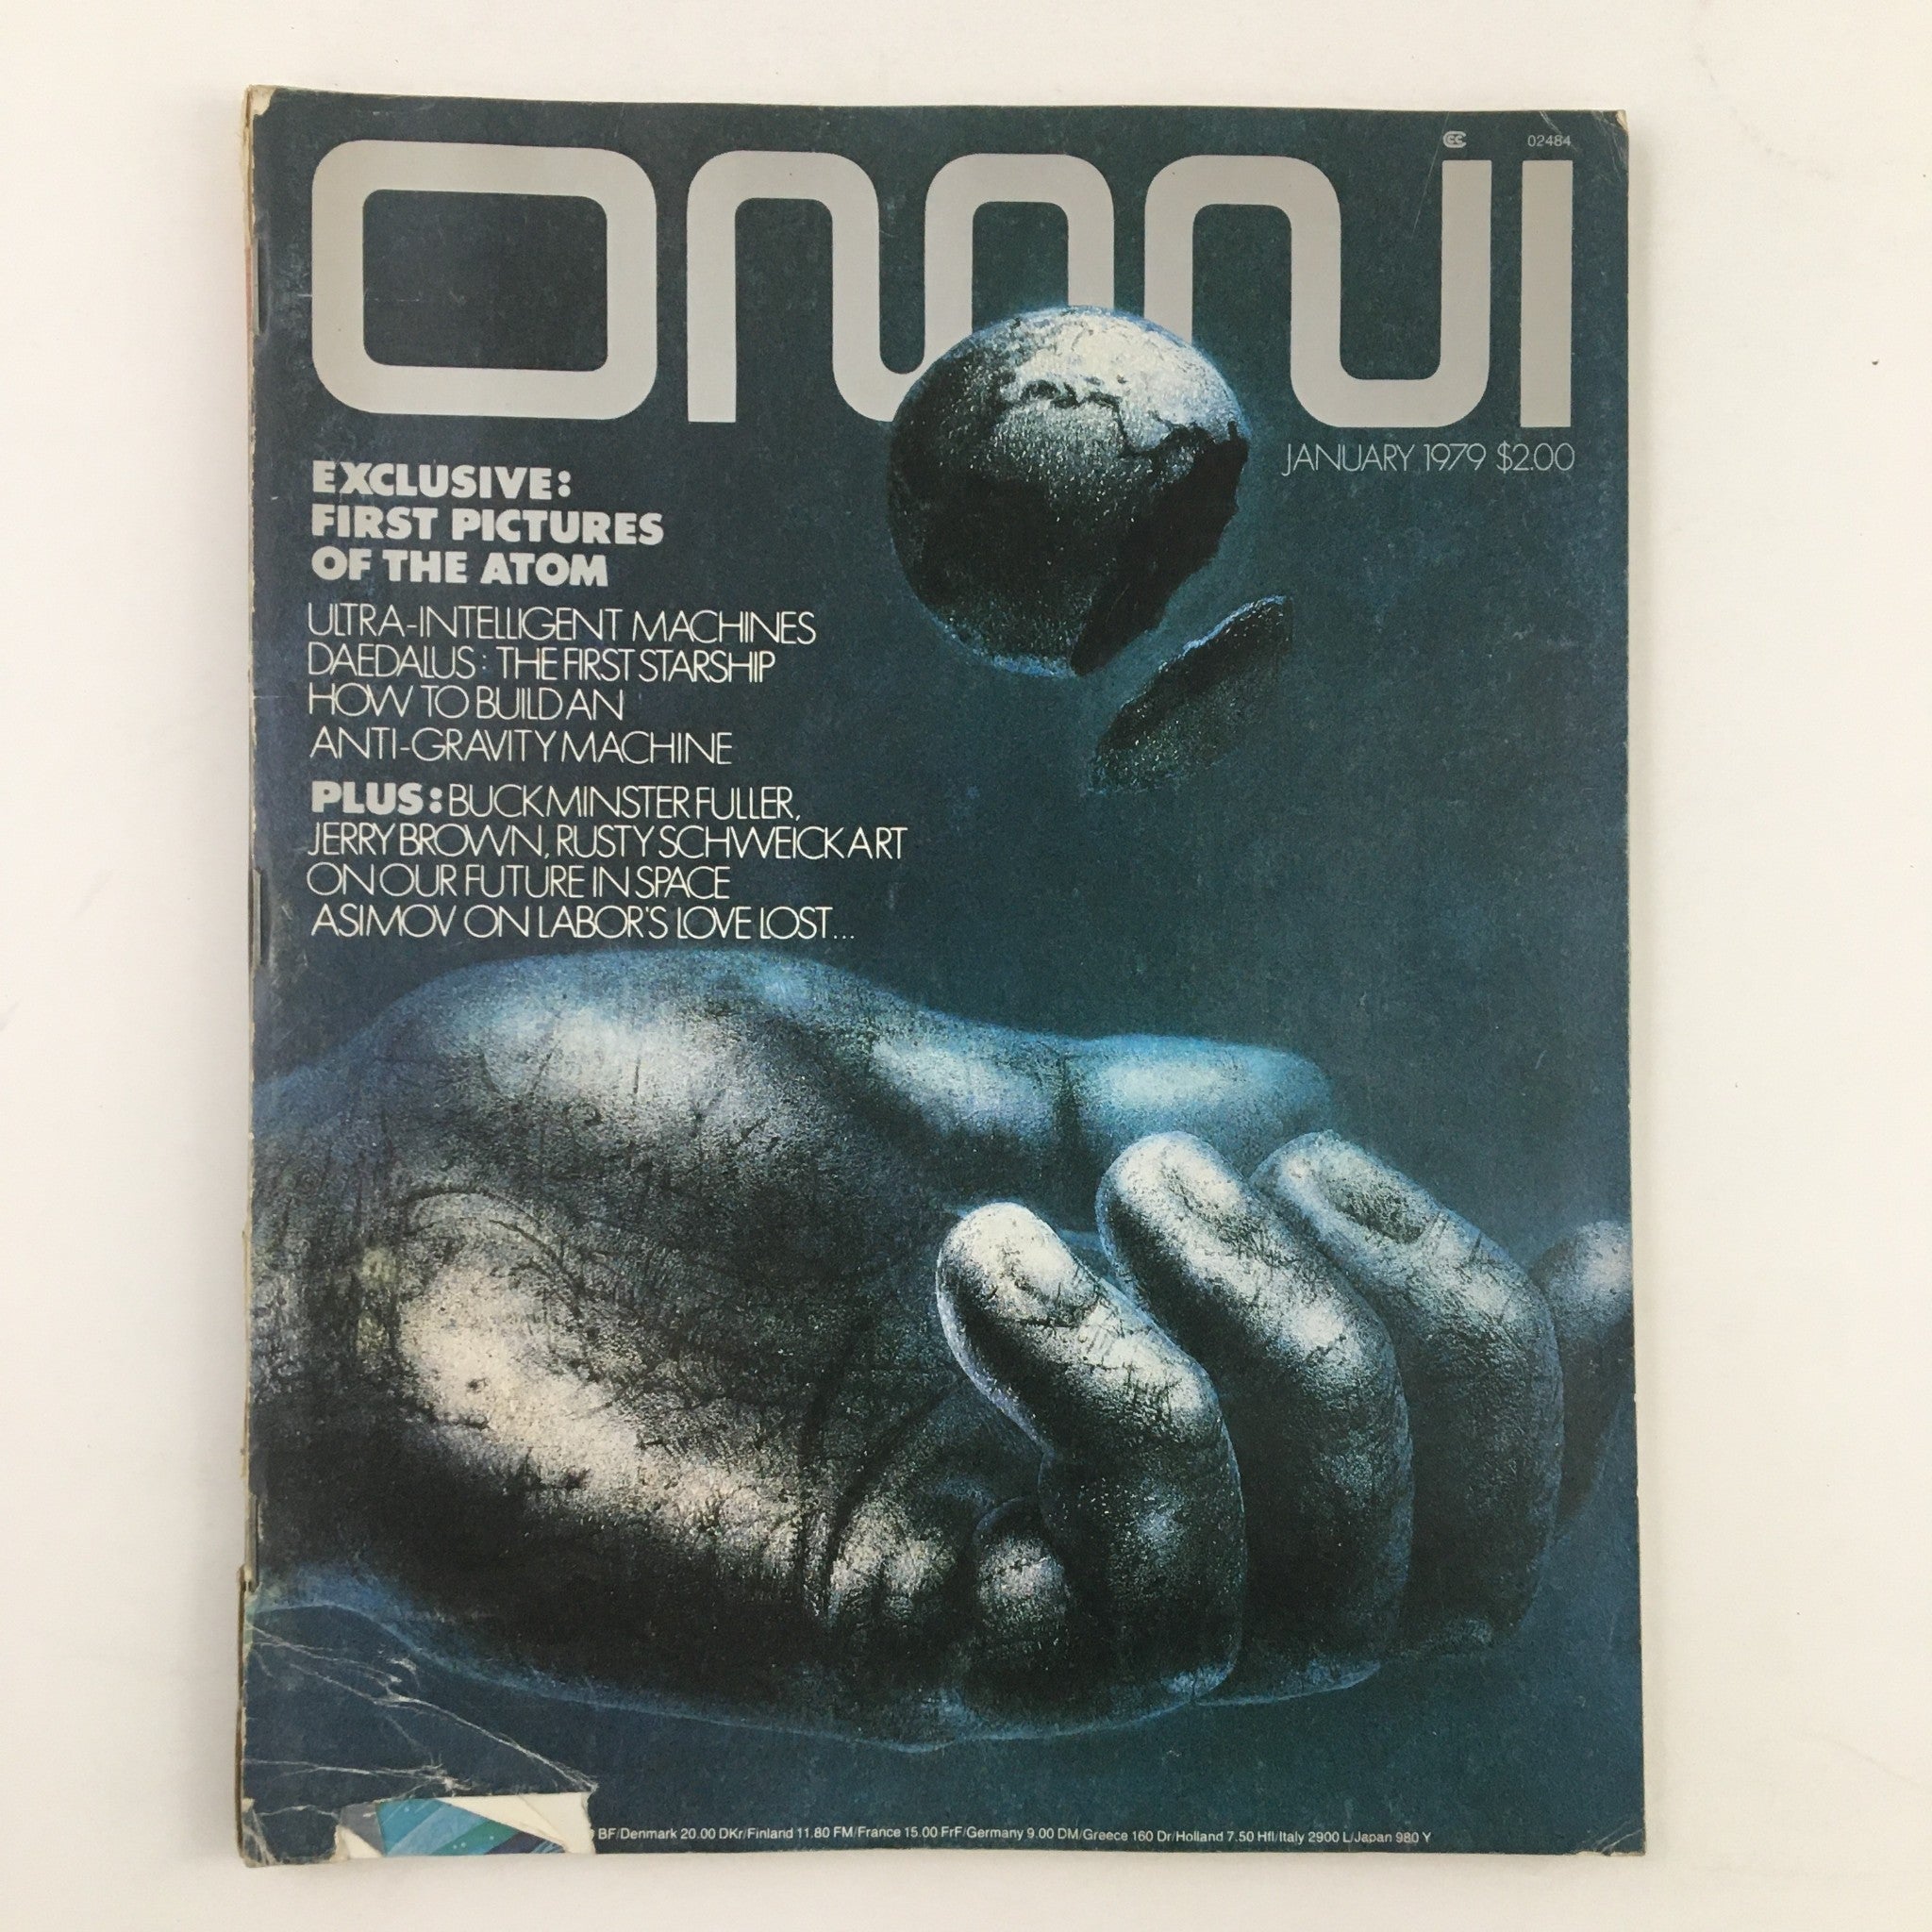 02484
omni
JANUARY 1979 $2.00
EXCLUSIVE:
FIRST PICTURES
OF THE ATOM
ULTRA-INTELLIGENT MACHINES
DAEDALUS: THE FIRST STARSHIP
HOW TO BUILD AN
ANTI-GRAVITY MACHINE
PLUS: BUCKMINSTER FULLER,
JERRY BROWN, RUSTY SCHWEICKART
ON OUR FUTURE IN SPACE
ASIMOV ON LABOR'S LOVE LOST...
BF/Denmark 20.00 DKr/Finland 11.80 FM/France 15.00 FrF/Germany 9.00 DM/Greece 160 Dr/Holland 7.50 Hfl/Italy 2900 L/Japan 980 Y